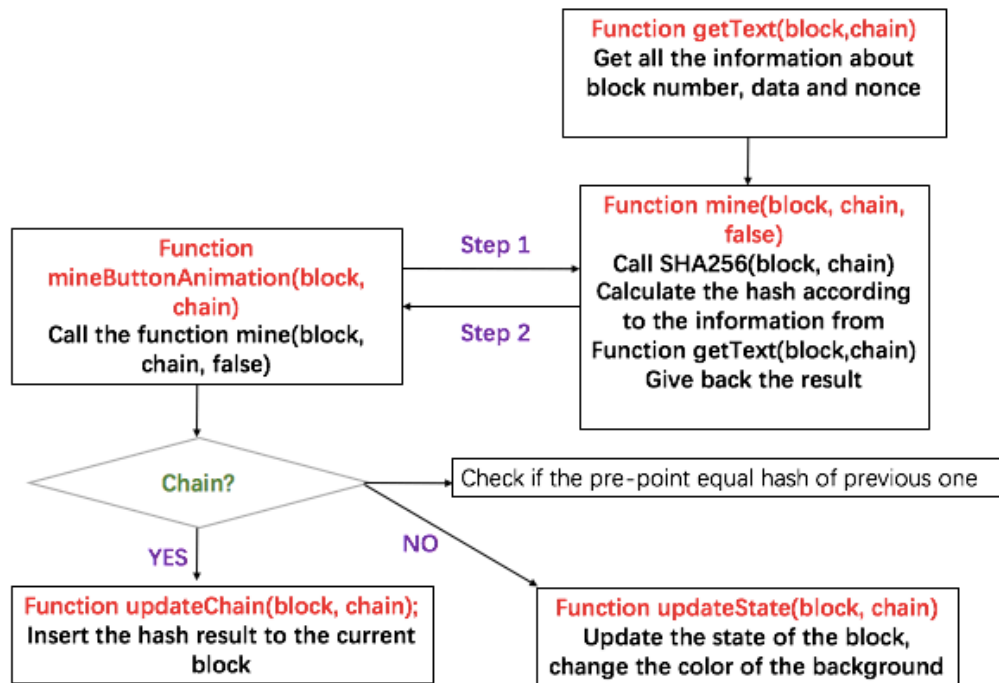 Function getText(block,chain)
Get all the information about
block number, data and nonce
Function mine(block, chain,
false)
Call SHA256(block, chain)
Calculate the hash according
to the information from
Function getText(block,chain)
Give back the result
Step 1
Step 2
Function
mineButtonAnimation(block,
chain)
Call the function mine(block,
chain, false)
Chain?
Check if the pre-point equal hash of previous one
YES
NO
Function updateChain(block, chain);
Insert the hash result to the current
block
Function updateState(block, chain)
Update the state of the block,
change the color of the background